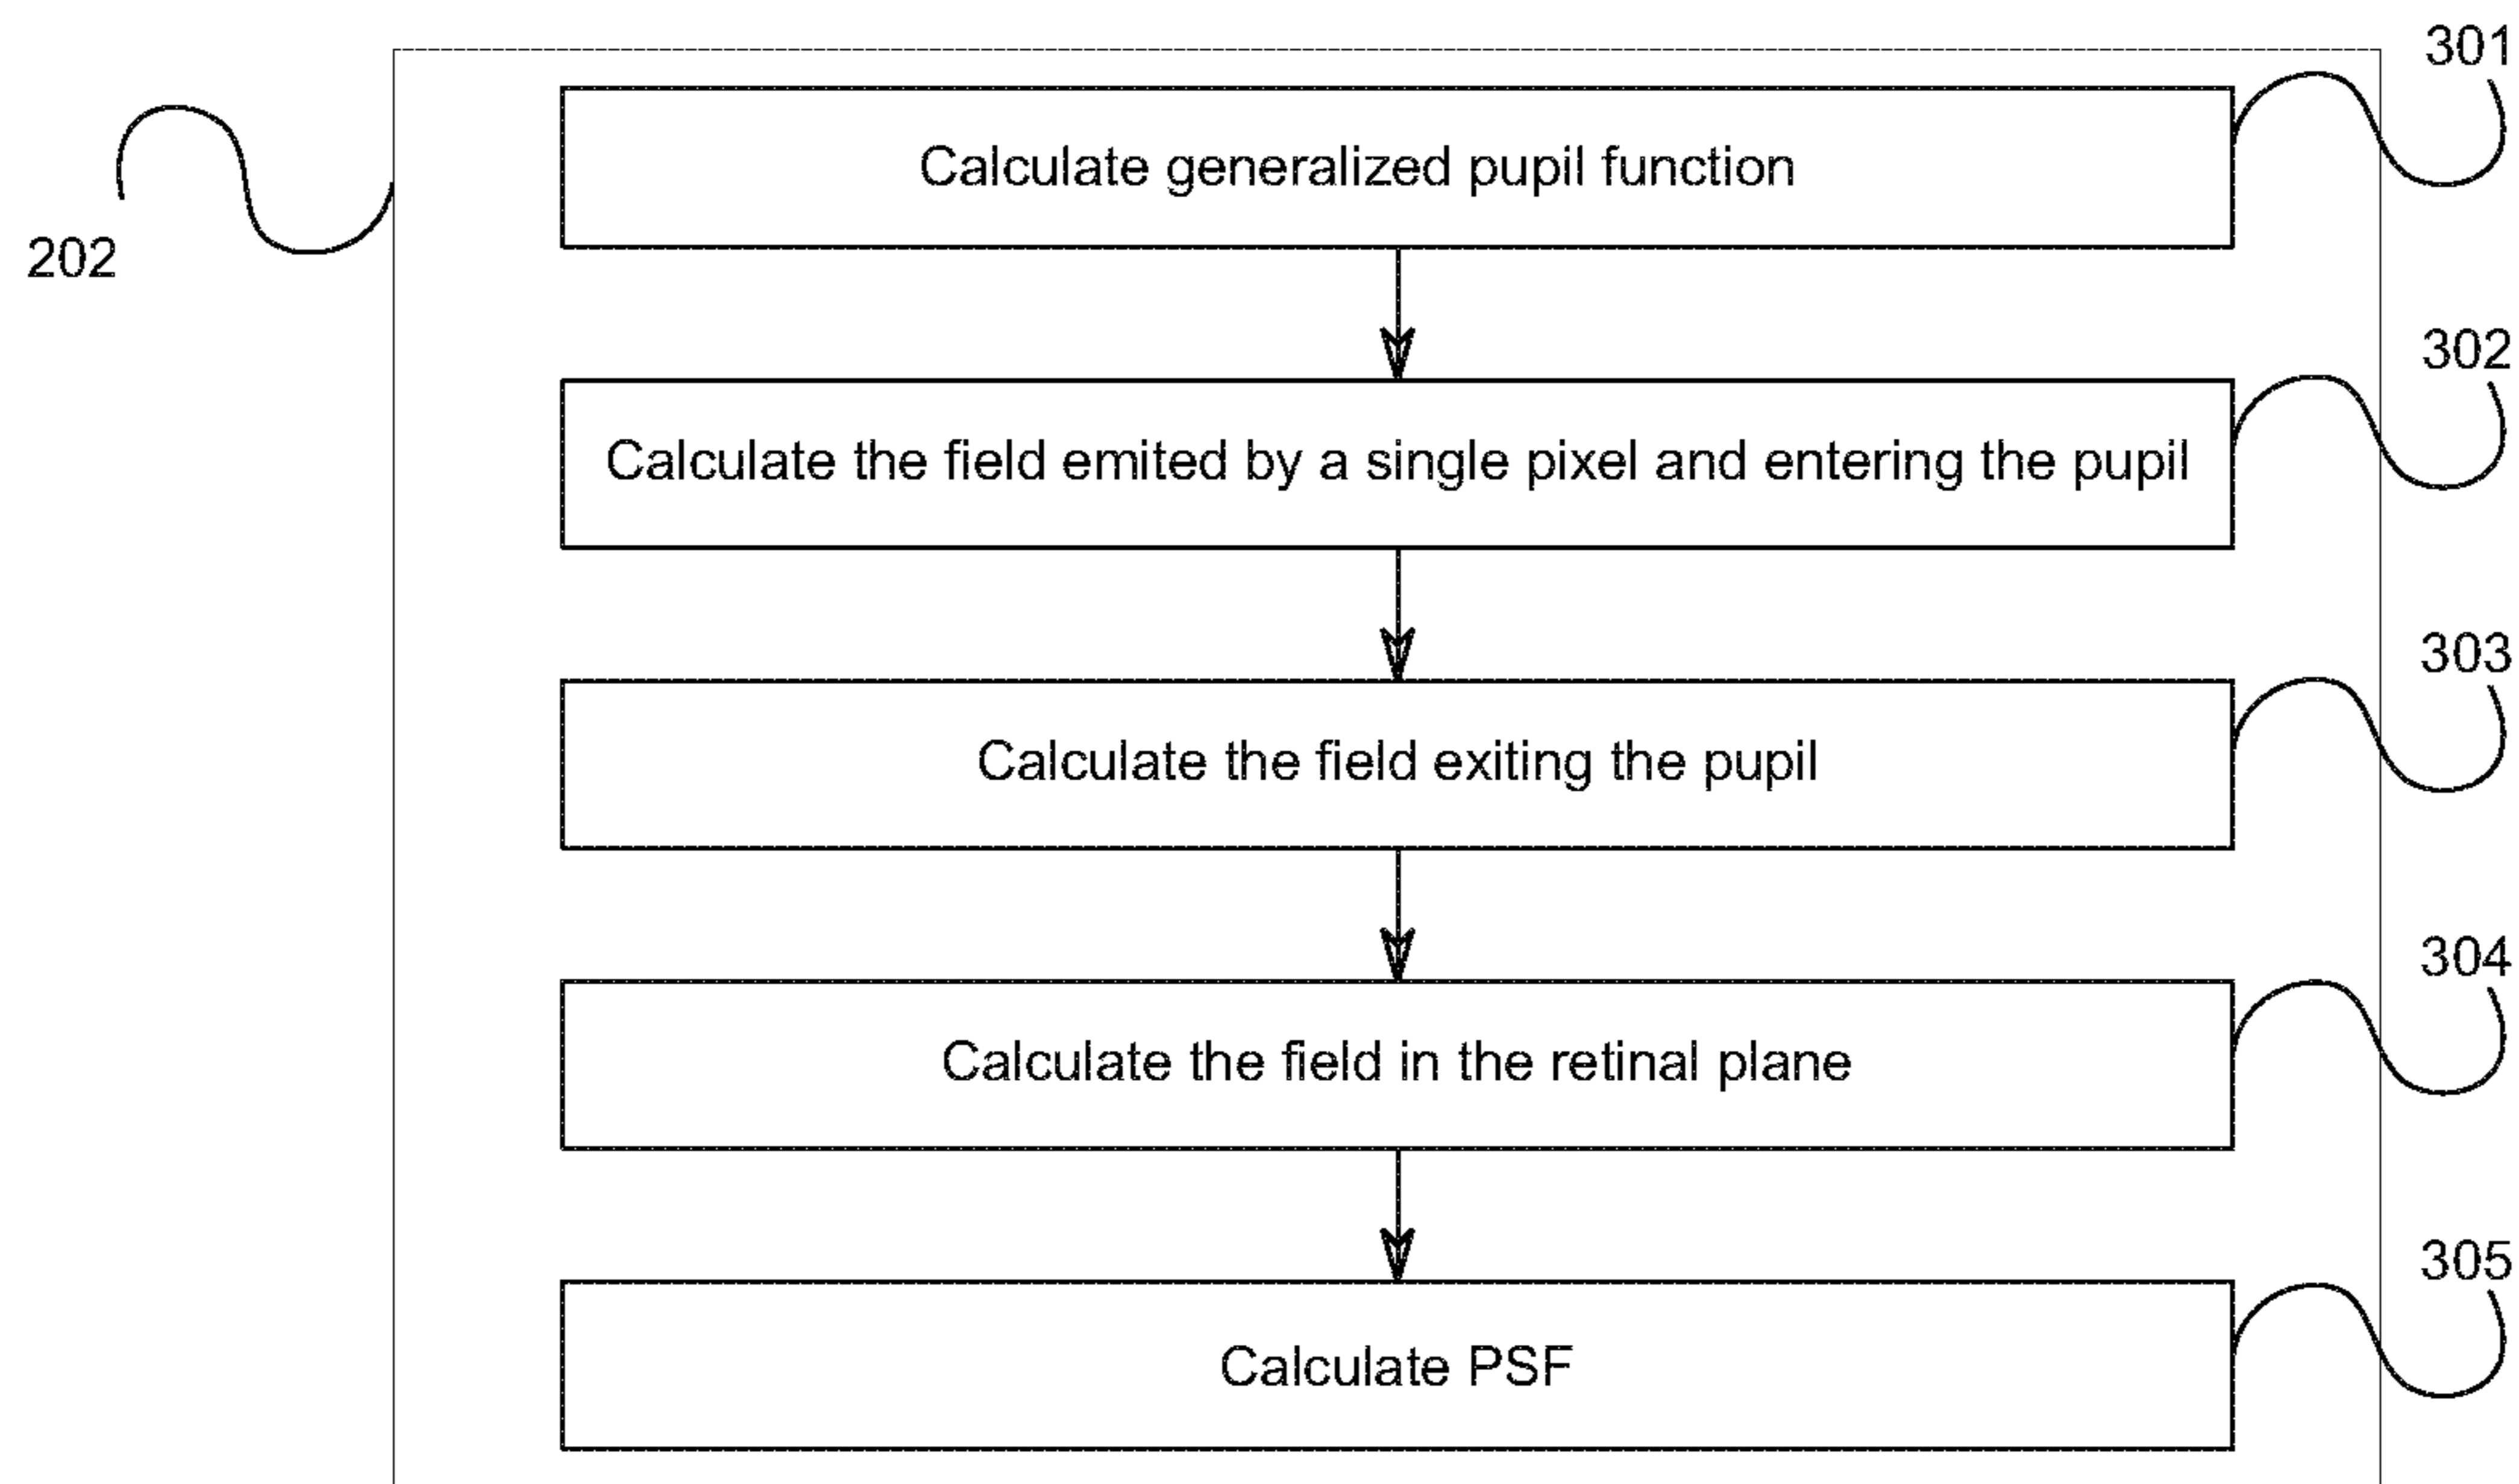 301
Calculate generalized pupil function
202
302
Calculate the field emited by a single pixel and entering the pupil
303
Calculate the field exiting the pupil
304
Calculate the field in the retinal plane
305
Calculate PSF